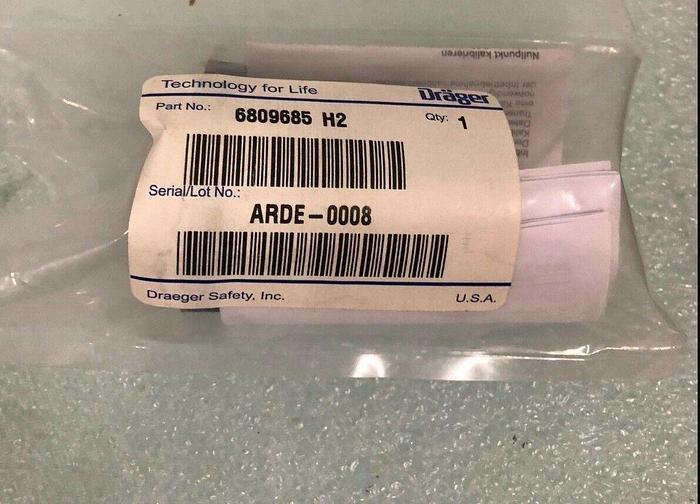 Nullpunkt kalibrieren
Technology for Life
Dräger
Part No.: 6809685 H2
Qty: 1
Serial/Lot No.:
ARDE-0008
Draeger Safety, Inc.
U.S.A.